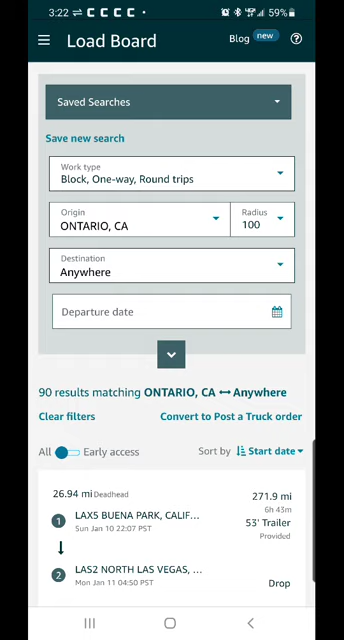 3:22 C C C C • 59%
Load Board
Blog new
Saved Searches
Save new search
Work type
Block, One-way, Round trips
Origin
ONTARIO, CA
Radius
100
Destination
Anywhere
Departure date
90 results matching ONTARIO, CA ↔ Anywhere
Clear filters Convert to Post a Truck order
All Early access Sort by Start date
26.94 mi Deadhead 271.9 mi
6h 43m
1 LAX5 BUENA PARK, CALIF... 53' Trailer
Sun Jan 10 22:07 PST Provided
2 LAS2 NORTH LAS VEGAS, ...
Mon Jan 11 04:50 PST Drop